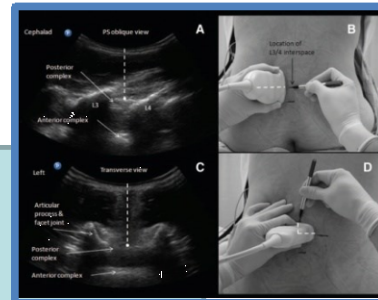 Cephalad
PS oblique view
A
Posterior
complex
L3
L4
Anterior complex
B
Location of
L3/4 interspace
C
Left
Transverse view
Articular
process &
facet joint
Posterior
complex
Anterior complex
D